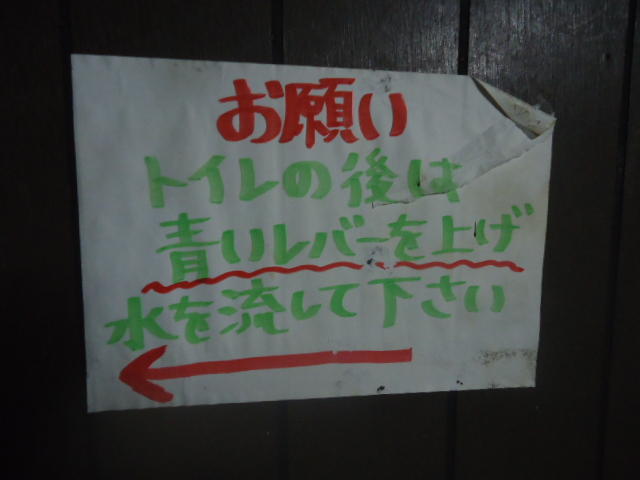 お願い
トイレの後は
青いレバーを上げ
水を流して下さい